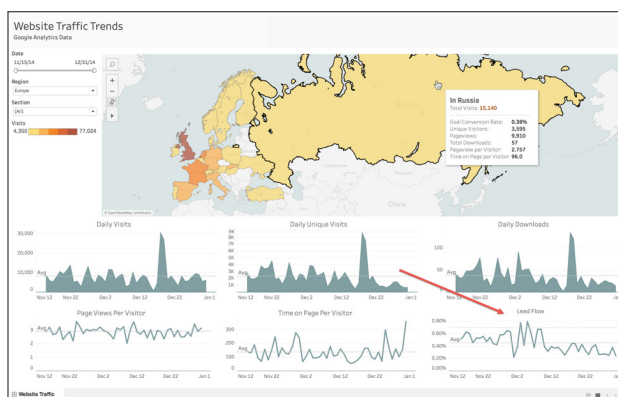 Website Traffic Trends
Google Analytics Data
Date
11/15/14 12/31/14
Region
Europe
Section
(All)
Visits
4,350 77,024
In Russia
Total Visits: 15,140
Goal Conversion Rate: 0.38%
Unique Visitors: 3,595
Pageviews: 9,910
Total Downloads: 57
Pageview per Visitor: 2.757
Time on Page per Visitor: 96.0
China
© OpenStreetMap contributors
Daily Visits
30,000
20,000
10,000
0
Avg
Nov 12 Nov 22 Dec 2 Dec 12 Dec 22 Jan 1
Daily Unique Visits
9K
8K
7K
6K
5K
4K
3K
2K
1K
Avg
Nov 12 Nov 22 Dec 2 Dec 12 Dec 22 Jan 1
Daily Downloads
100
50
0
Avg
Nov 12 Nov 22 Dec 2 Dec 12 Dec 22 Jan 1
Page Views Per Visitor
3
2
1
0
Avg
Nov 12 Nov 22 Dec 2 Dec 12 Dec 22 Jan 1
Time on Page Per Visitor
300
200
100
0
Avg
Nov 12 Nov 22 Dec 2 Dec 12 Dec 22 Jan 1
Lead Flow
0.80%
0.60%
0.40%
0.20%
0.00%
Avg
Nov 12 Nov 22 Dec 2 Dec 12 Dec 22 Jan 1
Website Traffic